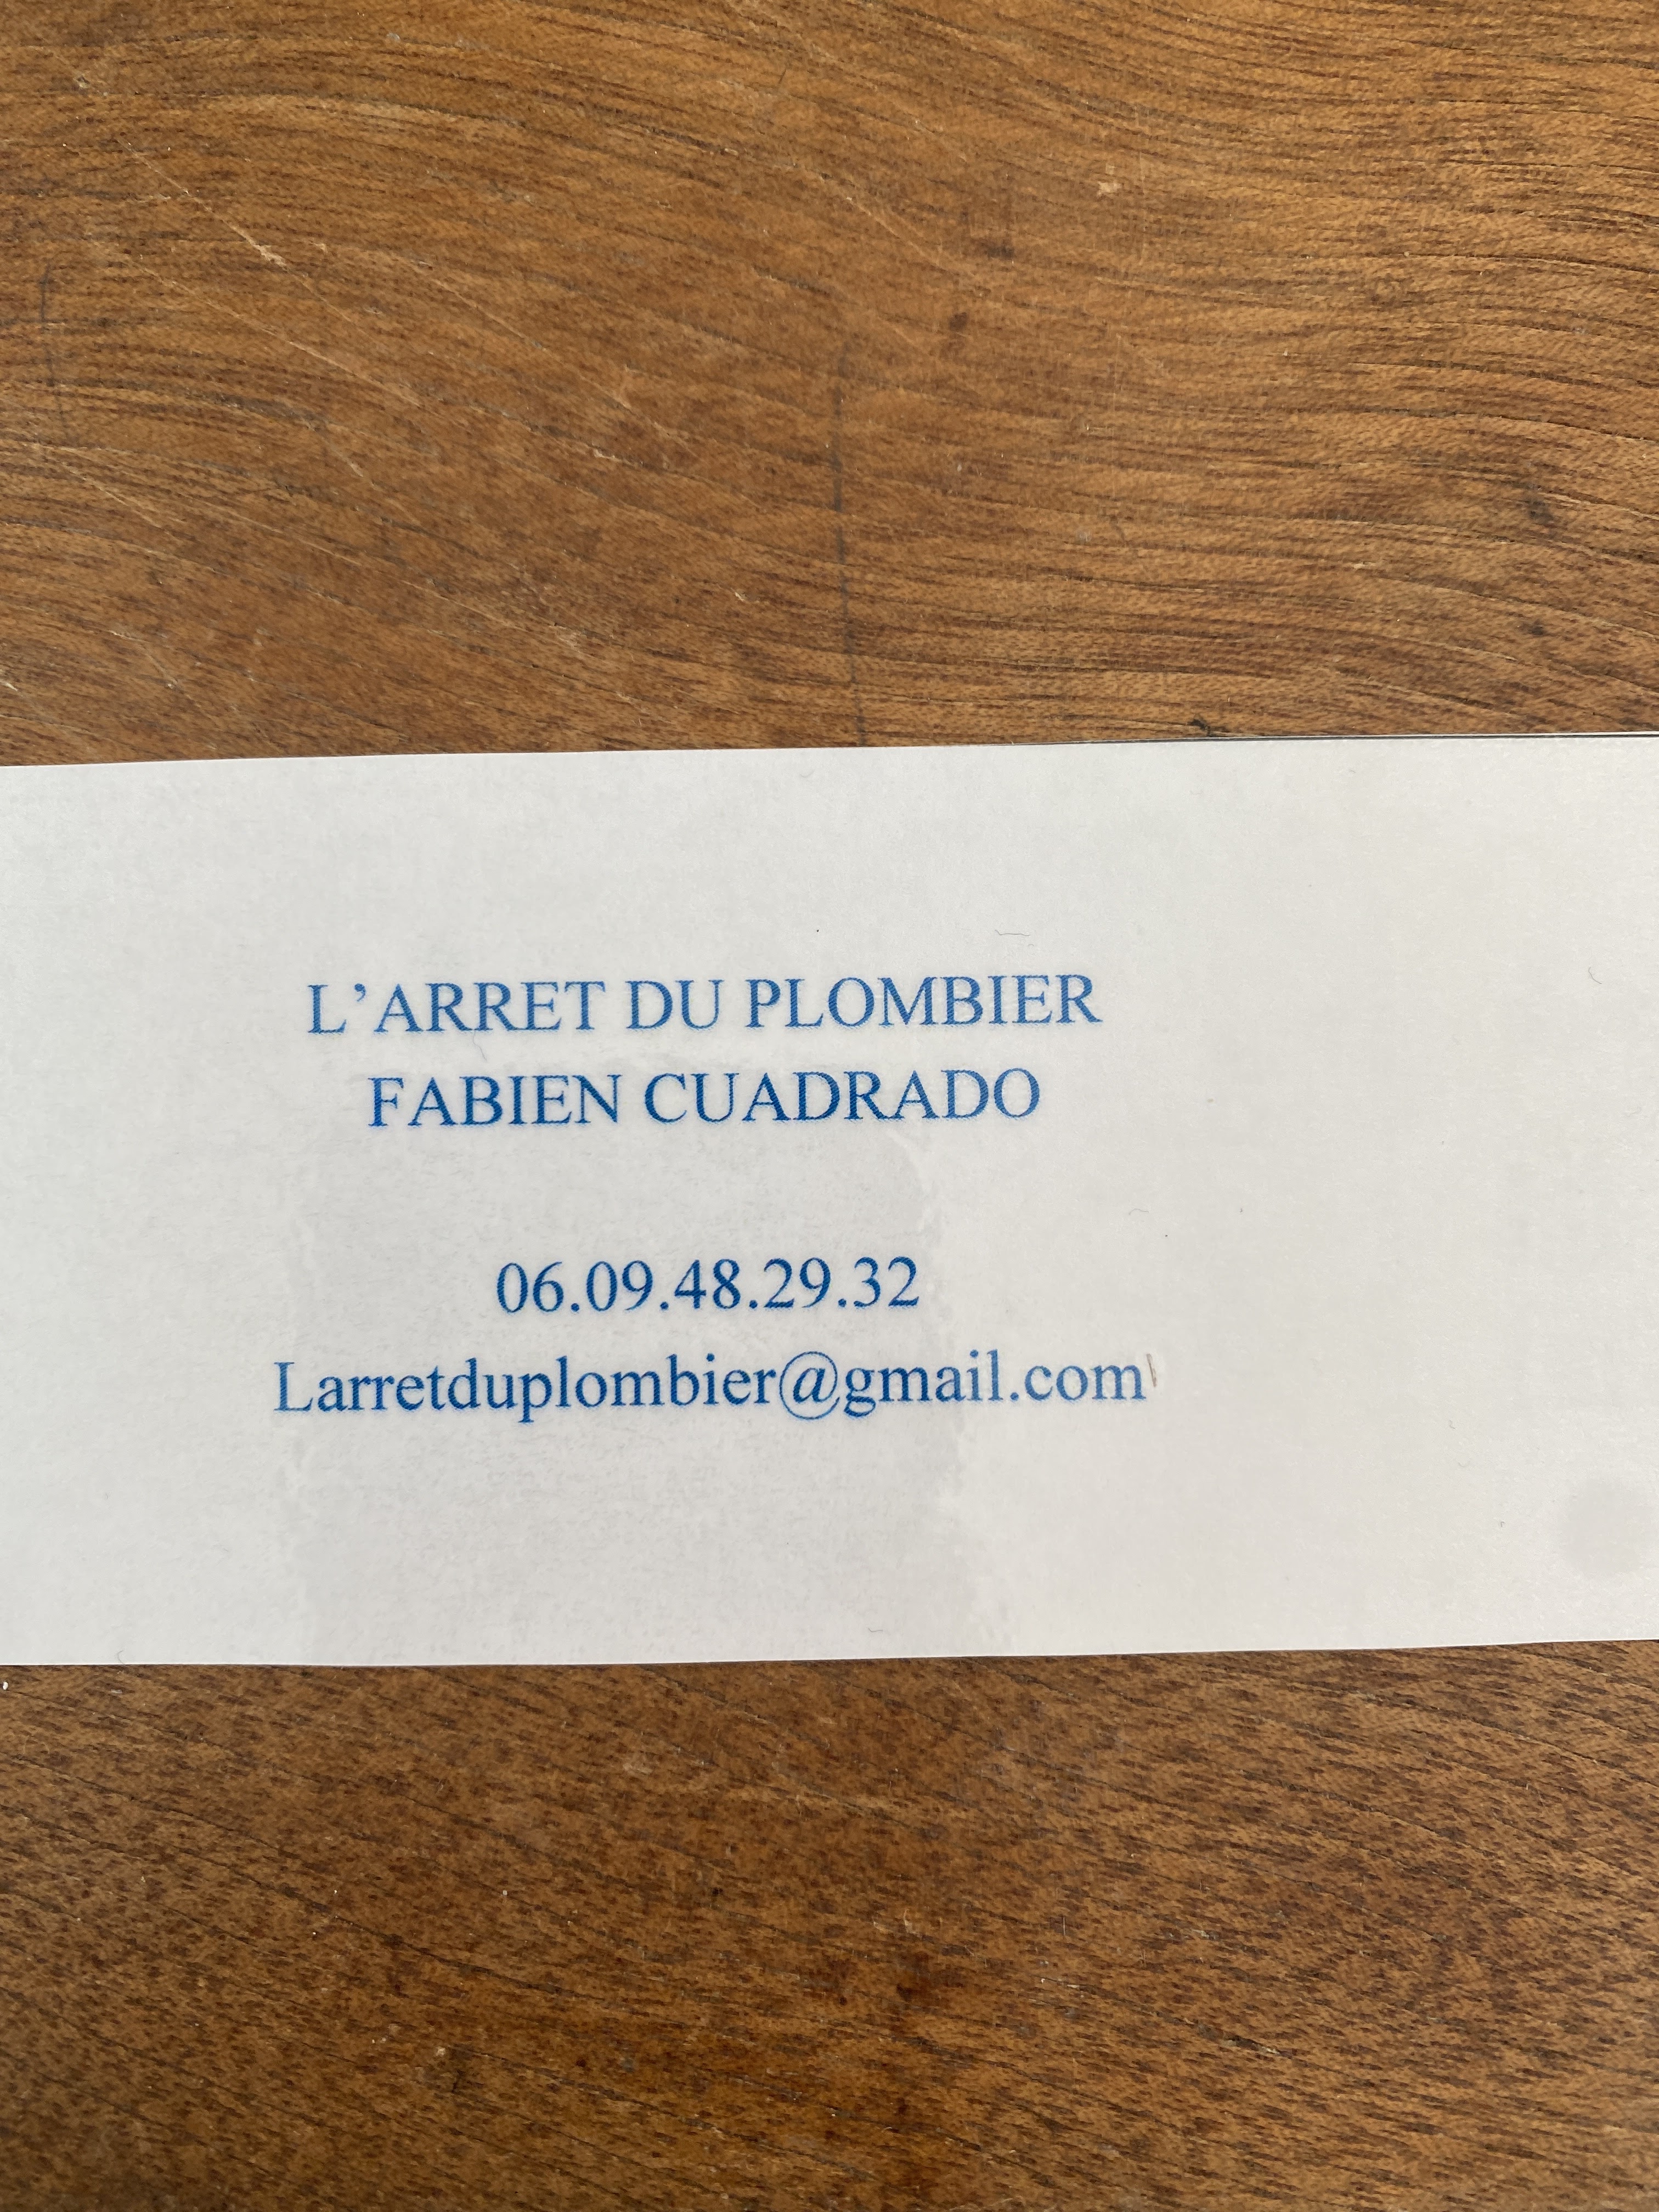 L'ARRET DU PLOMBIER
FABIEN CUADRADO
06.09.48.29.32
Larretduplombier@gmail.com